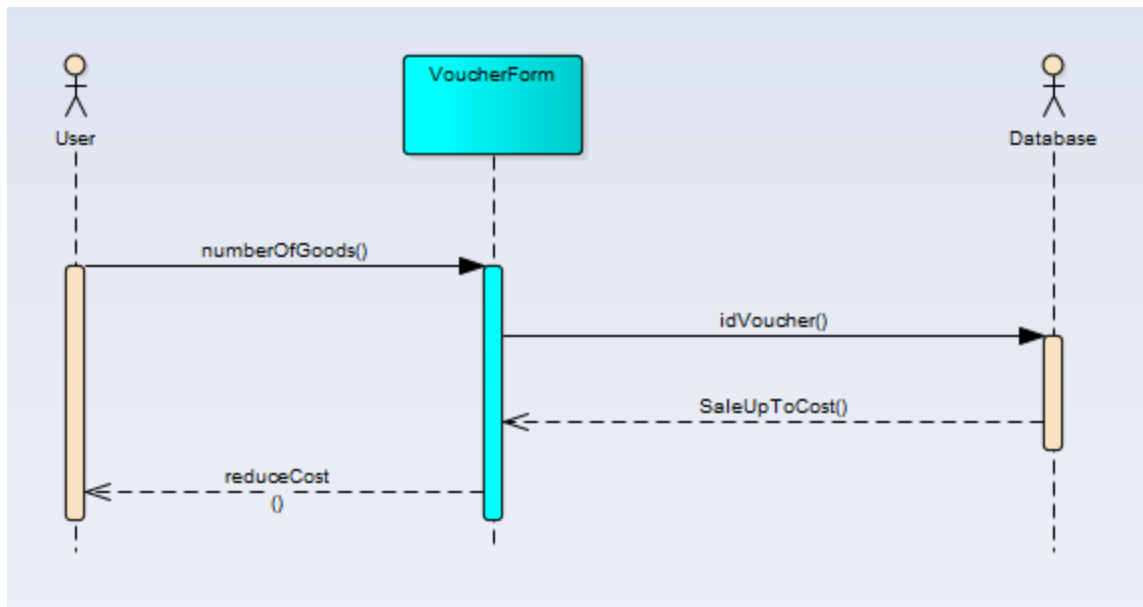 VoucherForm
User
Database
numberOfGoods()
idVoucher()
SaleUpToCost()
reduceCost
()